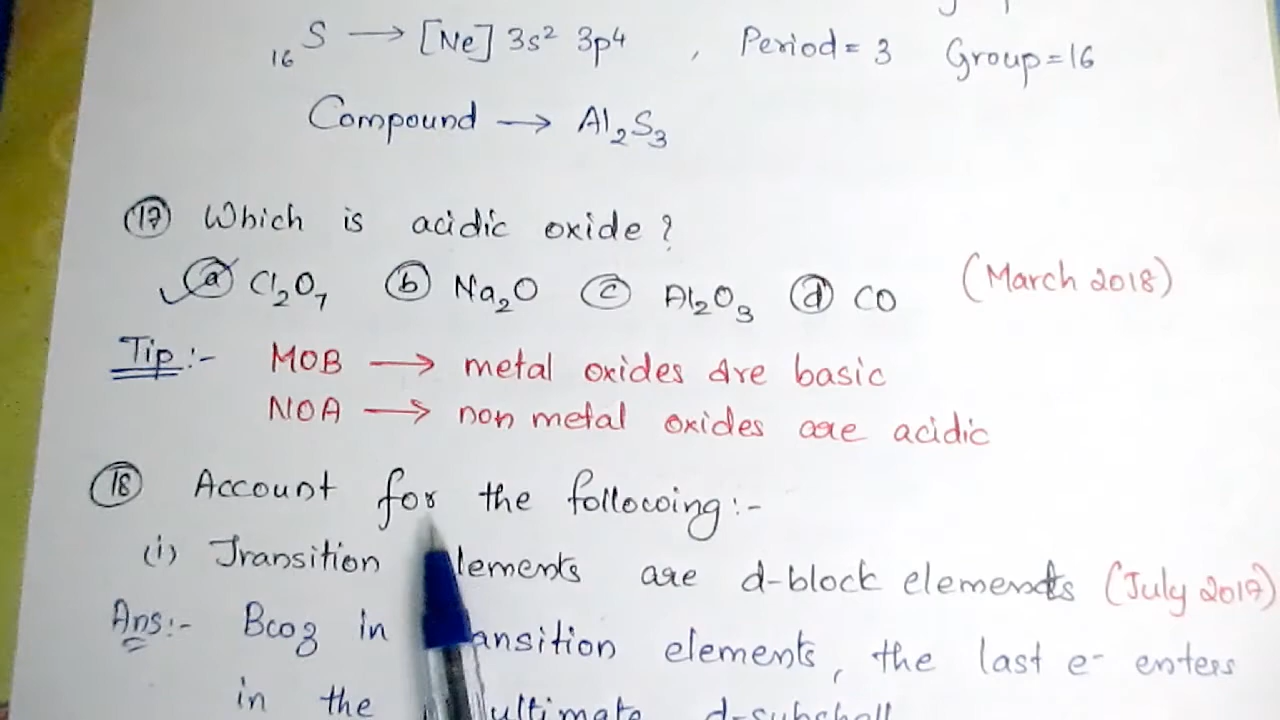 ₁₆S → [Ne] 3s² 3p⁴ , Period = 3 Group = 16
Compound → Al₂S₃
(17) Which is acidic oxide ?
(a) Cl₂O₇ (b) Na₂O (c) Al₂O₃ (d) CO (March 2018)
Tip :- MOB → metal oxides are basic
NOA → non metal oxides are acidic
(18) Account for the following :-
(i) Transition lements are d-block elements (July 2017)
Ans :- Bcoz in ansition elements, the last e⁻ enters
in the ultimate d-subshell